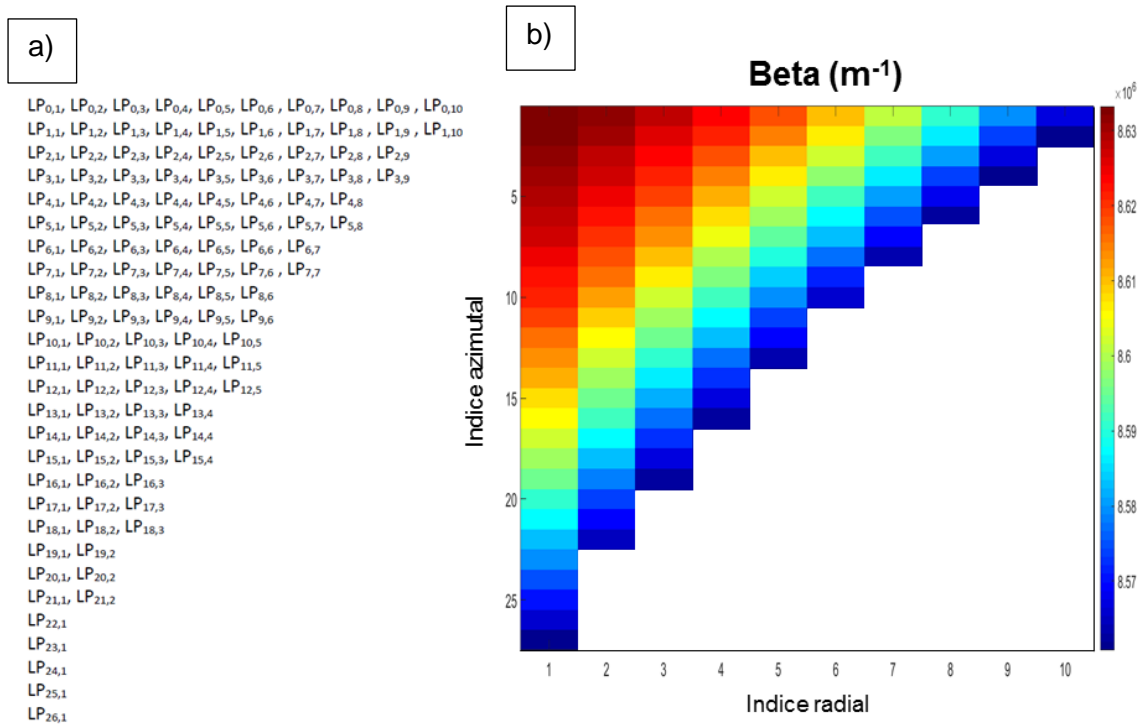 a)
LP0,1, LP0,2, LP0,3, LP0,4, LP0,5, LP0,6 , LP0,7, LP0,8 , LP0,9 , LP0,10
LP1,1, LP1,2, LP1,3, LP1,4, LP1,5, LP1,6 , LP1,7, LP1,8 , LP1,9 , LP1,10
LP2,1, LP2,2, LP2,3, LP2,4, LP2,5, LP2,6 , LP2,7, LP2,8 , LP2,9
LP3,1, LP3,2, LP3,3, LP3,4, LP3,5, LP3,6 , LP3,7, LP3,8 , LP3,9
LP4,1, LP4,2, LP4,3, LP4,4, LP4,5, LP4,6 , LP4,7, LP4,8
LP5,1, LP5,2, LP5,3, LP5,4, LP5,5, LP5,6 , LP5,7, LP5,8
LP6,1, LP6,2, LP6,3, LP6,4, LP6,5, LP6,6 , LP6,7
LP7,1, LP7,2, LP7,3, LP7,4, LP7,5, LP7,6 , LP7,7
LP8,1, LP8,2, LP8,3, LP8,4, LP8,5, LP8,6
LP9,1, LP9,2, LP9,3, LP9,4, LP9,5, LP9,6
LP10,1, LP10,2, LP10,3, LP10,4, LP10,5
LP11,1, LP11,2, LP11,3, LP11,4, LP11,5
LP12,1, LP12,2, LP12,3, LP12,4, LP12,5
LP13,1, LP13,2, LP13,3, LP13,4
LP14,1, LP14,2, LP14,3, LP14,4
LP15,1, LP15,2, LP15,3, LP15,4
LP16,1, LP16,2, LP16,3
LP17,1, LP17,2, LP17,3
LP18,1, LP18,2, LP18,3
LP19,1, LP19,2
LP20,1, LP20,2
LP21,1, LP21,2
LP22,1
LP23,1
LP24,1
LP25,1
LP26,1
b)
Beta (m⁻¹)
×10⁶
8.63
8.62
8.61
8.6
8.59
8.58
8.57
Indice azimutal
5
10
15
20
25
1 2 3 4 5 6 7 8 9 10
Indice radial